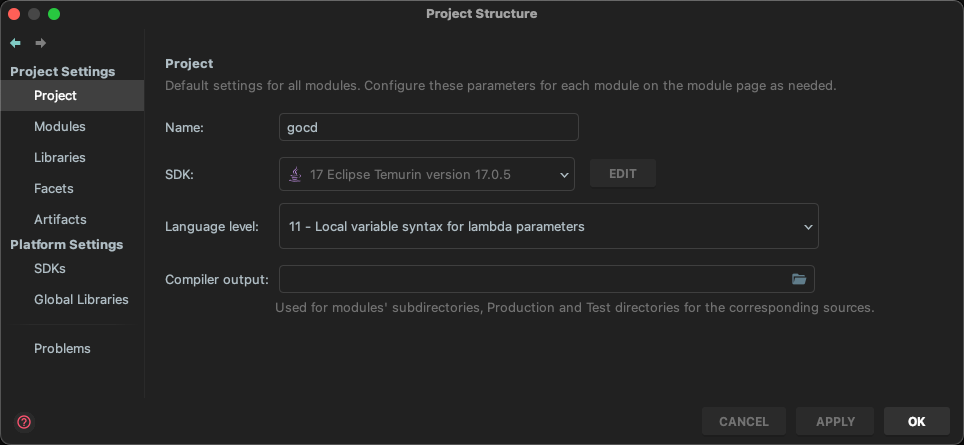 Project Structure
Project Settings
Project
Modules
Libraries
Facets
Artifacts
Platform Settings
SDKs
Global Libraries
Problems
Project
Default settings for all modules. Configure these parameters for each module on the module page as needed.
Name: gocd
SDK: 17 Eclipse Temurin version 17.0.5 EDIT
Language level: 11 - Local variable syntax for lambda parameters
Compiler output:
Used for modules' subdirectories, Production and Test directories for the corresponding sources.
? CANCEL APPLY OK